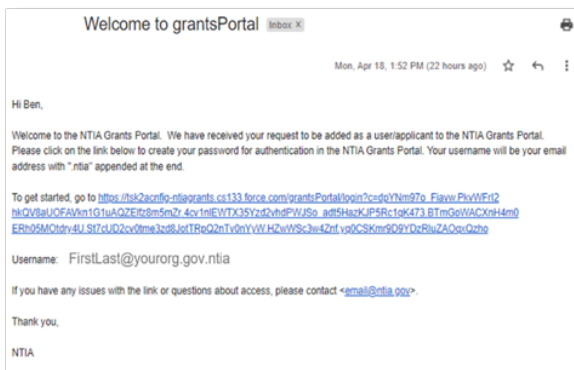 Welcome to grantsPortal Inbox X
Mon, Apr 18, 1:52 PM (22 hours ago)
Hi Ben,
Welcome to the NTIA Grants Portal. We have received your request to be added as a user/applicant to the NTIA Grants Portal.
Please click on the link below to create your password for authentication in the NTIA Grants Portal. Your username will be your email
address with ".ntia" appended at the end.
To get started, go to
Username: FirstLast@yourorg.gov.ntia
If you have any issues with the link or questions about access, please contact <email@ntia.gov>.
Thank you,
NTIA